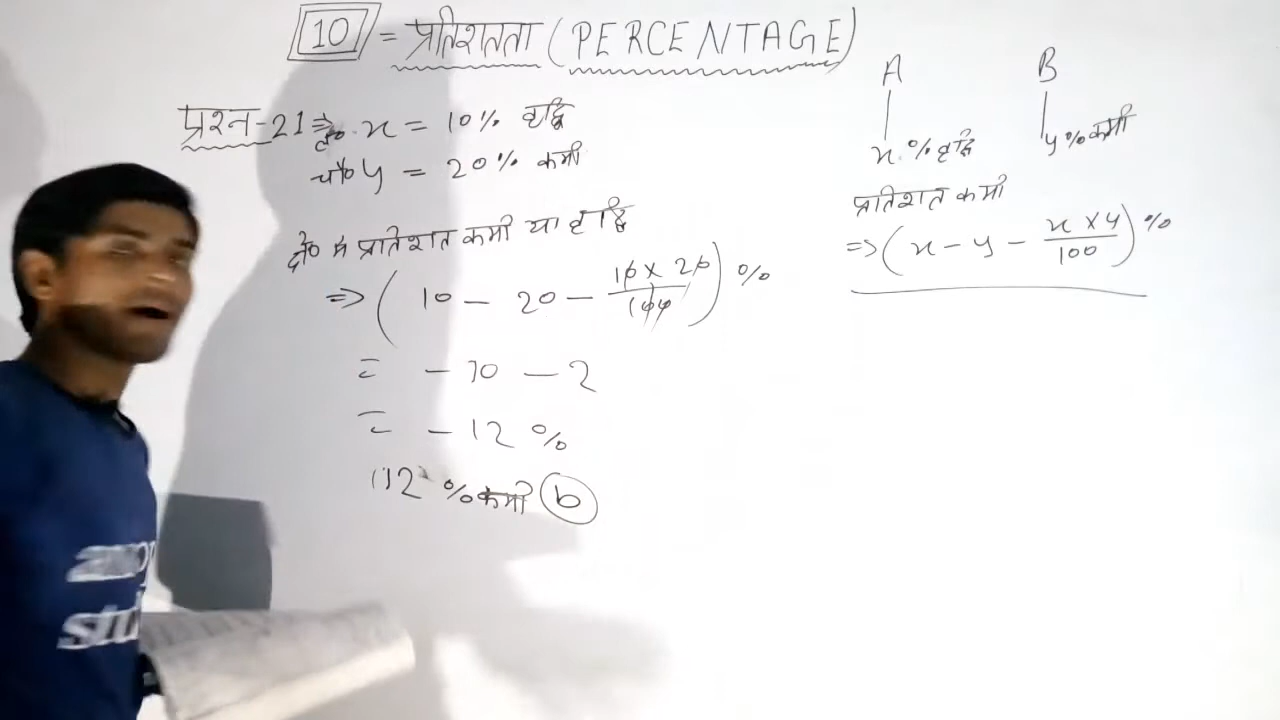 10 = प्रतिशतता (PERCENTAGE)
प्रश्न-21 ⇒ ल० x = 10% वृद्धि
चौ० y = 20% कमी
क्षे० में प्रतिशत कमी या वृद्धि
⇒ (10 - 20 - 10 x 20/100)%
= - 10 - 2
= - 12 %
12 % कमी (b)
A B
x % वृद्धि y % कमी
प्रतिशत कमी
⇒ (x - y - x x y/100)%